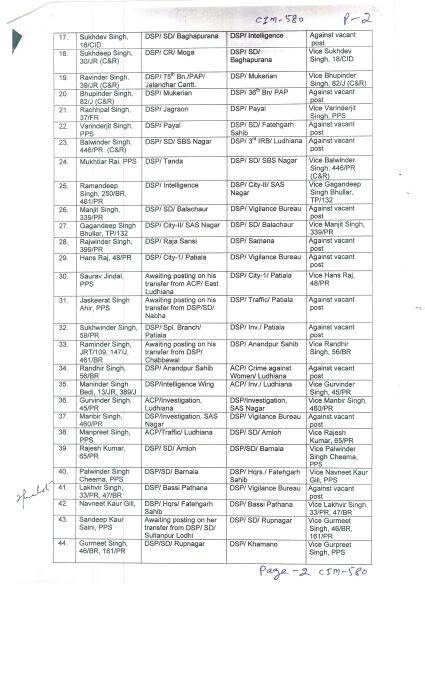 CIM-580 P-2
17. Sukhdev Singh, 18/CID DSP/ SD/ Baghapurana DSP/ Intelligence Against vacant post
18. Sukhdeep Singh, 30/JR (C&R) DSP/ CR/ Moga DSP/ SD/ Baghapurana Vice Sukhdev Singh, 18/CID
19. Ravinder Singh, 39/JR (C&R) DSP/ 75th Bn./PAP/ Jalandhar Cantt. DSP/ Mukerian Vice Bhupinder Singh, 82/J (C&R)
20. Bhupinder Singh, 82/J (C&R) DSP/ Mukerian DSP/ 36th Bn/ PAP Against vacant post
21. Rachhpal Singh, 37/FR DSP/ Jagraon DSP/ Payal Vice Varinderjit Singh, PPS
22. Varinderjit Singh, PPS DSP/ Payal DSP/ SD/ Fatehgarh Sahib Against vacant post
23. Balwinder Singh, 446/PR (C&R) DSP/ SD/ SBS Nagar DSP/ 3rd IRB/ Ludhiana Against vacant post
24. Mukhtiar Rai, PPS DSP/ Tanda DSP/ SD/ SBS Nagar Vice Balwinder Singh, 446/PR (C&R)
25. Ramandeep Singh, 250/BR, 461/PR DSP/ Intelligence DSP/ City-II/ SAS Nagar Vice Gagandeep Singh Bhullar, TP/132
26. Manjit Singh, 339/PR DSP/ SD/ Balachaur DSP/ Vigilance Bureau Against vacant post
27. Gagandeep Singh Bhullar, TP/132 DSP/ City-II/ SAS Nagar DSP/ SD/ Balachaur Vice Manjit Singh, 339/PR
28. Rajwinder Singh, 399/PR DSP/ Raja Sansi DSP/ Samana Against vacant post
29. Hans Raj, 48/PR DSP/ City-1/ Patiala DSP/ Vigilance Bureau Against vacant post
30. Saurav Jindal, PPS Awaiting posting on his transfer from ACP/ East Ludhiana DSP/ City-1/ Patiala Vice Hans Raj, 48/PR
31. Jaskeerat Singh Ahir, PPS Awaiting posting on his transfer from DSP/SD/ Nabha DSP/ Traffic/ Patiala Against vacant post
32. Sukhwinder Singh, 59/PR DSP/ Spl. Branch/ Patiala DSP/ Inv./ Patiala Against vacant post
33. Raminder Singh, JRT/109, 147/J, 461/BR Awaiting posting on his transfer from DSP/ Chabbewal DSP/ Anandpur Sahib Vice Randhir Singh, 56/BR
34. Randhir Singh, 56/BR DSP/ Anandpur Sahib ACP/ Crime against Women/ Ludhiana Against vacant post
35. Maninder Singh Bedi, 13/JR, 389/J DSP/Intelligence Wing ACP/ Inv./ Ludhiana Vice Gurvinder Singh, 45/PR
36. Gurvinder Singh, 45/PR ACP/Investigation, Ludhiana DSP/Investigation, SAS Nagar Vice Manbir Singh, 460/PR
37. Manbir Singh, 460/PR DSP/Investigation, SAS Nagar DSP/ Vigilance Bureau Against vacant post
38. Manpreet Singh, PPS ACP/Traffic/ Ludhiana DSP/ SD/ Amloh Vice Rajesh Kumar, 65/PR
39. Rajesh Kumar, 65/PR DSP/ SD/ Amloh DSP/SD/ Barnala Vice Palwinder Singh Cheema, PPS
40. Palwinder Singh Cheema, PPS DSP/SD/ Barnala DSP/ Hqrs./ Fatehgarh Sahib Vice Navneet Kaur Gill, PPS
41. Lakhvir Singh, 33/PR, 47/BR DSP/ Bassi Pathana DSP/ Vigilance Bureau Against vacant post
42. Navneet Kaur Gill, DSP/ Hqrs/ Fatehgarh Sahib DSP/ Bassi Pathana Vice Lakhvir Singh, 33/PR, 47/BR
43. Sandeep Kaur Saini, PPS Awaiting posting on her transfer from DSP/ SD/ Sultanpur Lodhi DSP/ SD/ Rupnagar Vice Gurmeet Singh, 46/BR, 161/PR
44. Gurmeet Singh, 46/BR, 161/PR DSP/SD/ Rupnagar DSP/ Khamano Vice Gurpreet Singh, PPS
Page-2 CIM-580